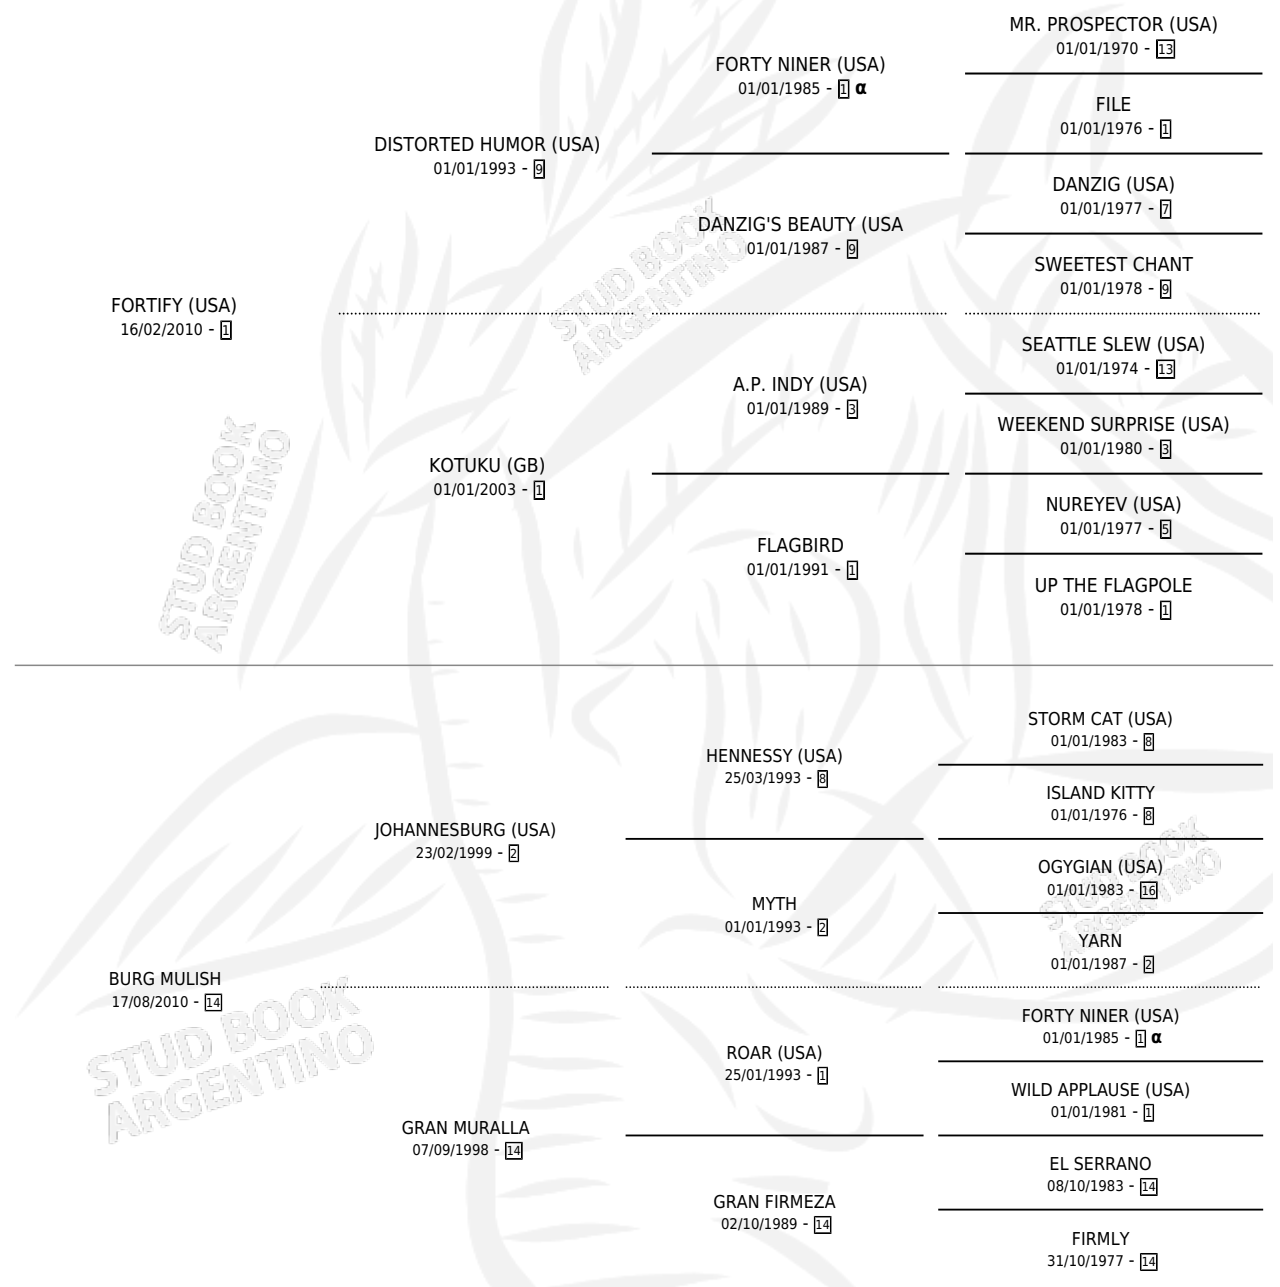 MR. PROSPECTOR (USA)
01/01/1970 - 13
FORTY NINER (USA)
01/01/1985 - 1 α
FILE
01/01/1976 - 1
DISTORTED HUMOR (USA)
01/01/1993 - 9
DANZIG (USA)
01/01/1977 - 7
DANZIG'S BEAUTY (USA
01/01/1987 - 9
SWEETEST CHANT
01/01/1978 - 9
FORTIFY (USA)
16/02/2010 - 1
SEATTLE SLEW (USA)
01/01/1974 - 13
A.P. INDY (USA)
01/01/1989 - 3
WEEKEND SURPRISE (USA)
01/01/1980 - 3
KOTUKU (GB)
01/01/2003 - 1
NUREYEV (USA)
01/01/1977 - 5
FLAGBIRD
01/01/1991 - 1
UP THE FLAGPOLE
01/01/1978 - 1
STORM CAT (USA)
01/01/1983 - 8
HENNESSY (USA)
25/03/1993 - 8
ISLAND KITTY
01/01/1976 - 8
JOHANNESBURG (USA)
23/02/1999 - 2
OGYGIAN (USA)
01/01/1983 - 16
MYTH
01/01/1993 - 2
YARN
01/01/1987 - 2
BURG MULISH
17/08/2010 - 14
FORTY NINER (USA)
01/01/1985 - 1 α
ROAR (USA)
25/01/1993 - 1
WILD APPLAUSE (USA)
01/01/1981 - 1
GRAN MURALLA
07/09/1998 - 14
EL SERRANO
08/10/1983 - 14
GRAN FIRMEZA
02/10/1989 - 14
FIRMLY
31/10/1977 - 14
STUD BOOK
ARGENTINO
STUD BOOK
ARGENTINO
STUD BOOK
ARGENTINO
STUD BOOK
ARGENTINO